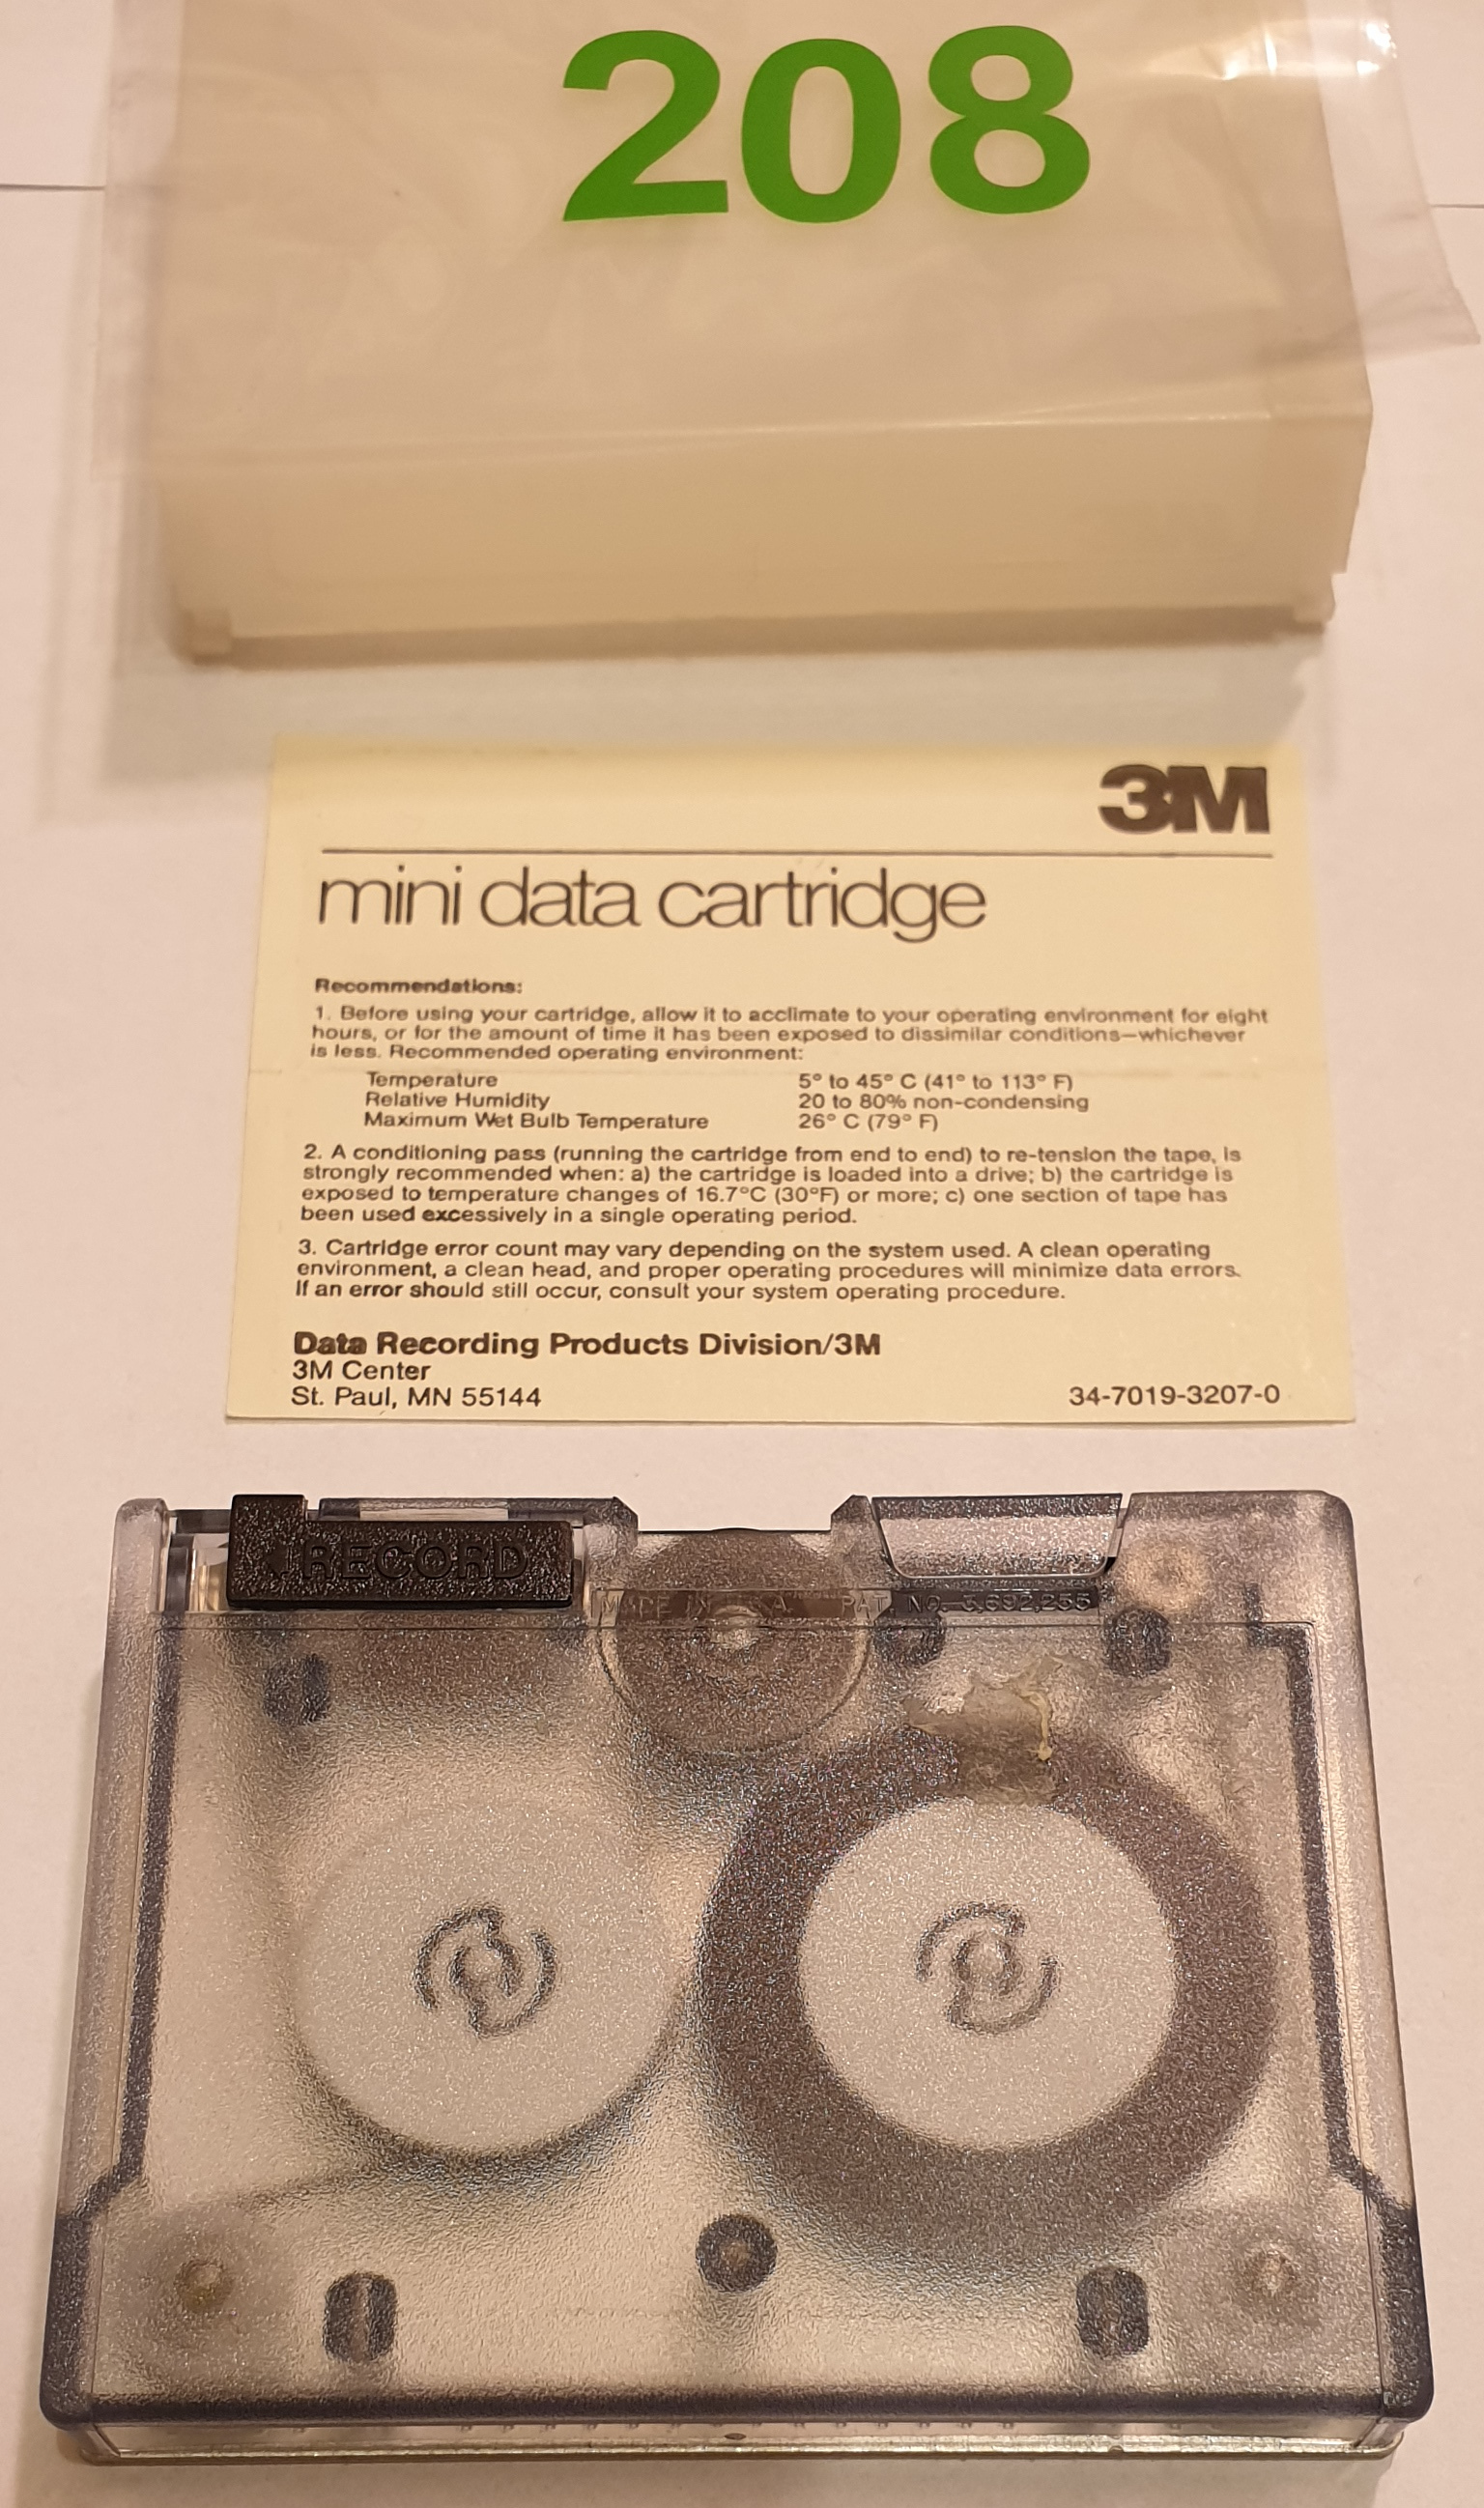 208
3M
mini data cartridge
Recommendations:
1. Before using your cartridge, allow it to acclimate to your operating environment for eight
hours, or for the amount of time it has been exposed to dissimilar conditions—whichever
is less. Recommended operating environment:
Temperature 5° to 45° C (41° to 113° F)
Relative Humidity 20 to 80% non-condensing
Maximum Wet Bulb Temperature 26° C (79° F)
2. A conditioning pass (running the cartridge from end to end) to re-tension the tape, is
strongly recommended when: a) the cartridge is loaded into a drive; b) the cartridge is
exposed to temperature changes of 16.7°C (30°F) or more; c) one section of tape has
been used excessively in a single operating period.
3. Cartridge error count may vary depending on the system used. A clean operating
environment, a clean head, and proper operating procedures will minimize data errors.
If an error should still occur, consult your system operating procedure.
Data Recording Products Division/3M
3M Center
St. Paul, MN 55144 34-7019-3207-0
RECORD
MADE IN USA PAT. NO. 3,692,255